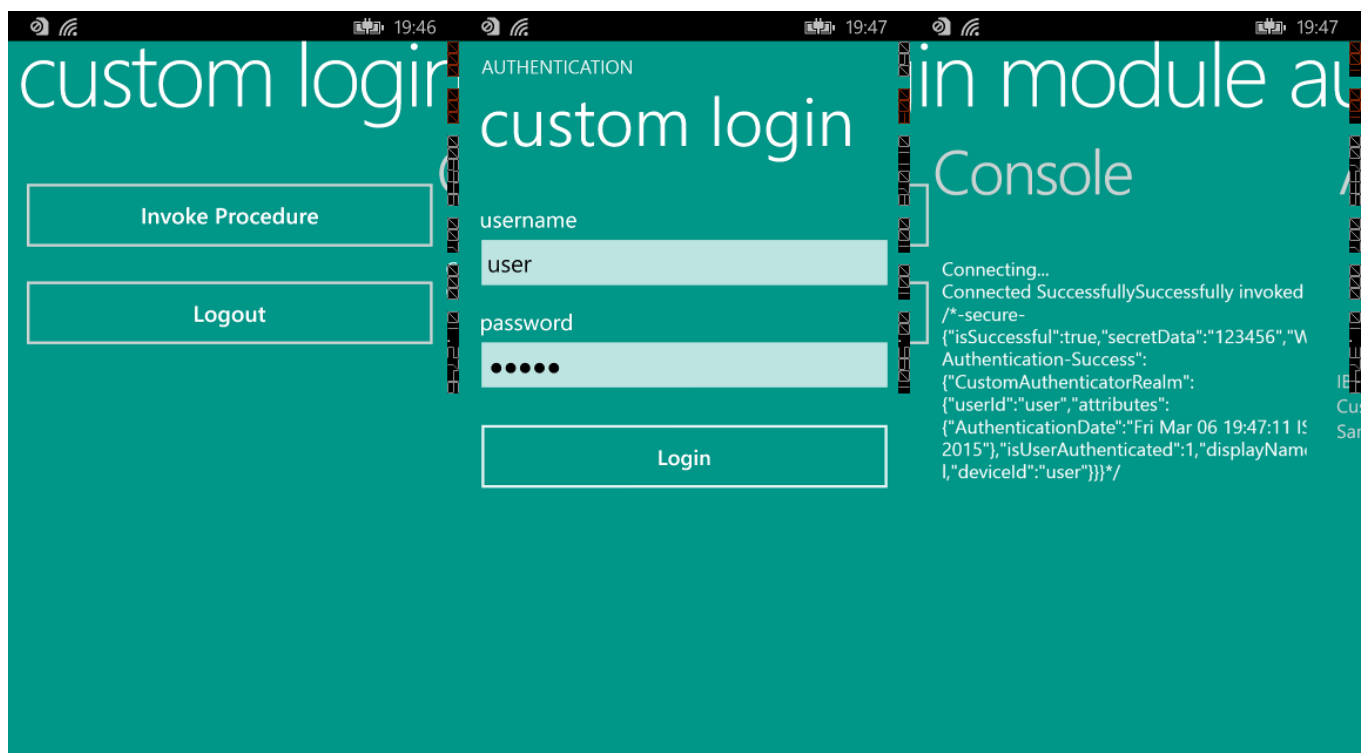 19:46
custom login
Invoke Procedure
Logout
19:47
AUTHENTICATION
custom login
username
user
password
•••••
Login
19:47
in module au
Console
Connecting...
Connected SuccessfullySuccessfully invoked
/*-secure-
{"isSuccessful":true,"secretData":"123456","W
Authentication-Success":
{"CustomAuthenticatorRealm":
{"userId":"user","attributes":
{"AuthenticationDate":"Fri Mar 06 19:47:11 IS
2015"},"isUserAuthenticated":1,"displayName
l,"deviceId":"user"}}}*/
Cus